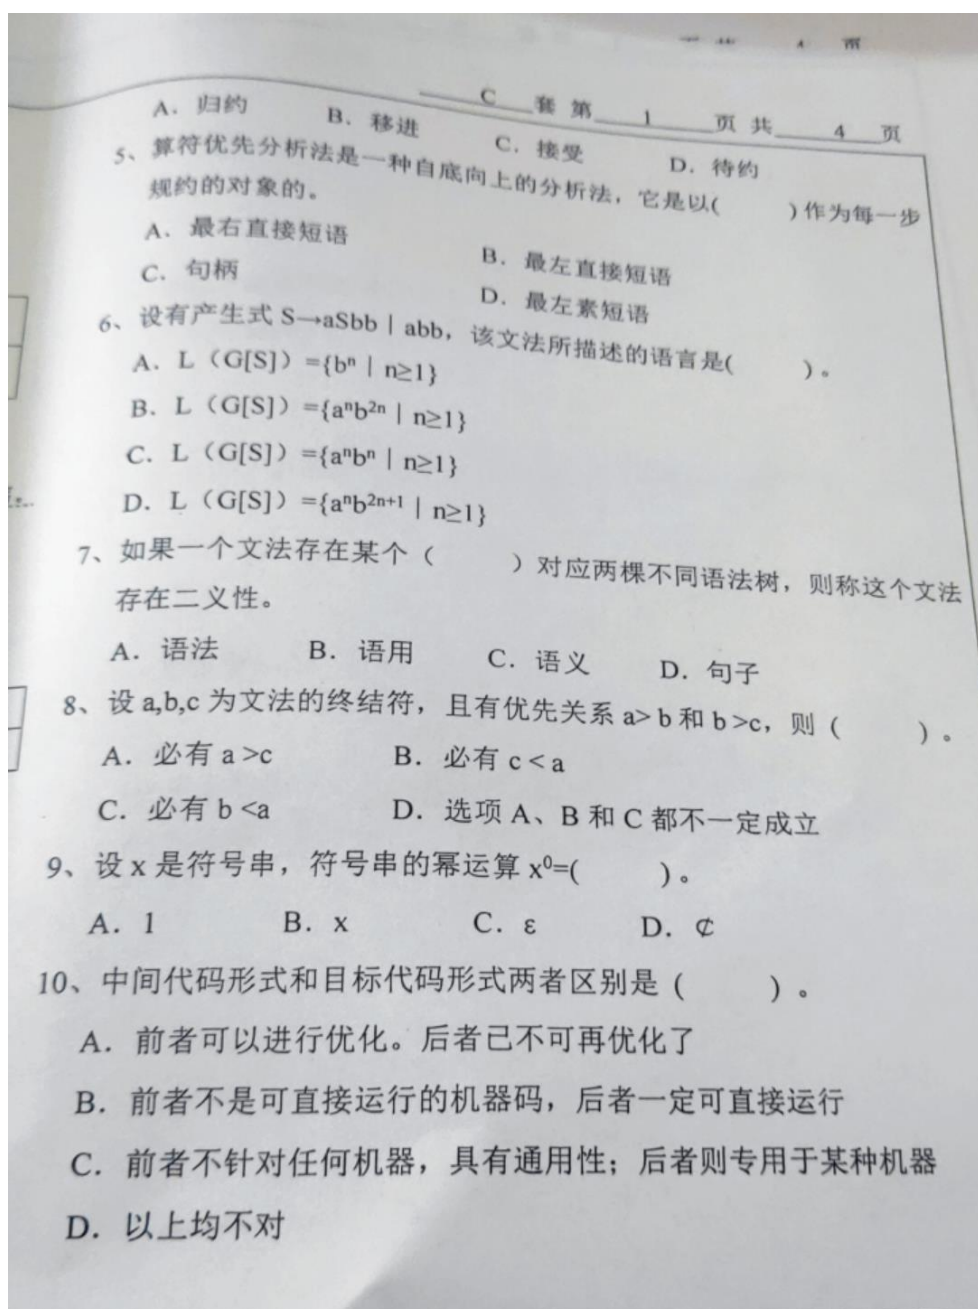 C 套 第 1 页 共 4 页
A．归约 B．移进 C．接受 D．待约
5、算符优先分析法是一种自底向上的分析法，它是以( )作为每一步
规约的对象的。
A．最右直接短语 B．最左直接短语
C．句柄 D．最左素短语
6、设有产生式 S→aSbb | abb，该文法所描述的语言是( )。
A．L（G[S]）={bⁿ | n≥1}
B．L（G[S]）={aⁿb²ⁿ | n≥1}
C．L（G[S]）={aⁿbⁿ | n≥1}
D．L（G[S]）={aⁿb²ⁿ⁺¹ | n≥1}
7、如果一个文法存在某个（ ）对应两棵不同语法树，则称这个文法
存在二义性。
A．语法 B．语用 C．语义 D．句子
8、设 a,b,c 为文法的终结符，且有优先关系 a> b 和 b >c，则（ ）。
A．必有 a >c B．必有 c < a
C．必有 b <a D．选项 A、B 和 C 都不一定成立
9、设 x 是符号串，符号串的幂运算 x⁰=( )。
A．1 B．x C．ε D．¢
10、中间代码形式和目标代码形式两者区别是（ ）。
A．前者可以进行优化。后者已不可再优化了
B．前者不是可直接运行的机器码，后者一定可直接运行
C．前者不针对任何机器，具有通用性；后者则专用于某种机器
D．以上均不对